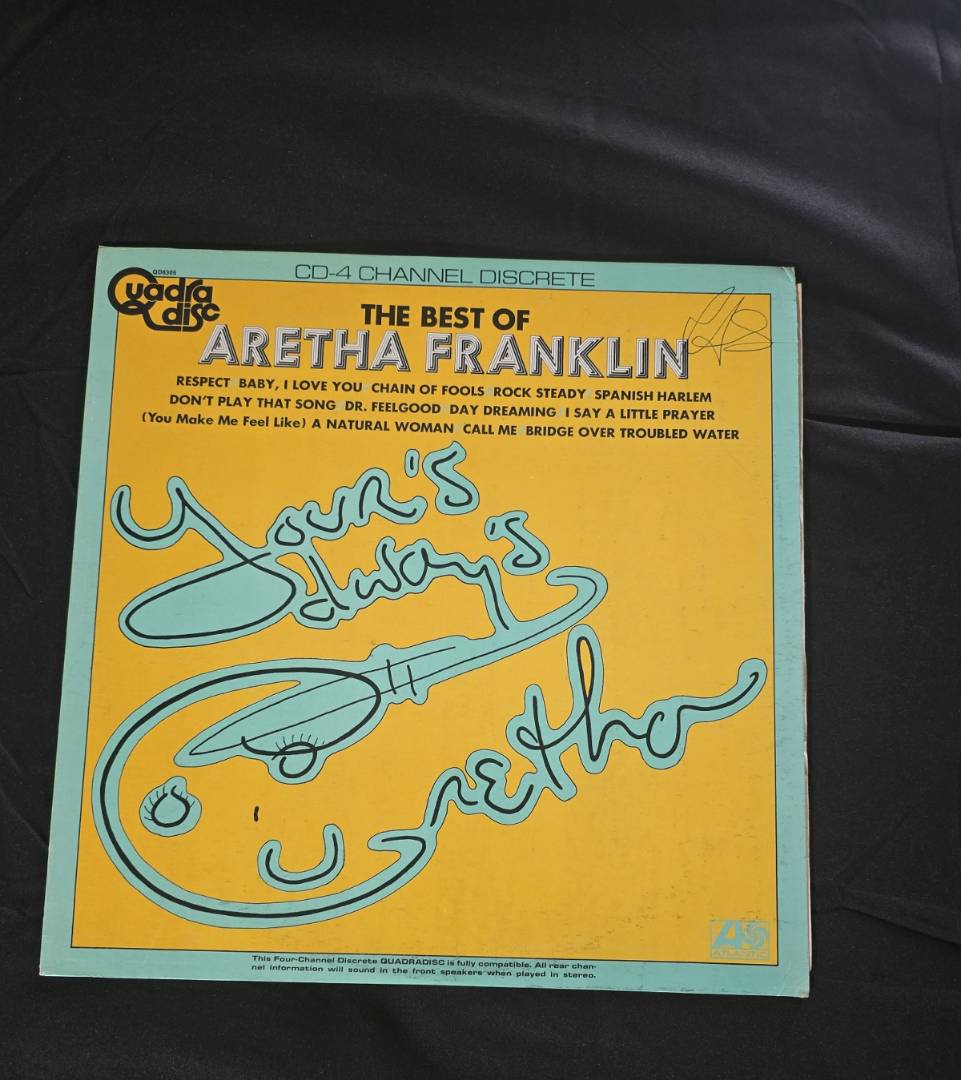 CD-4 CHANNEL DISCRETE
QD8305
Quadra
disc
THE BEST OF
ARETHA FRANKLIN
RESPECT BABY, I LOVE YOU CHAIN OF FOOLS ROCK STEADY SPANISH HARLEM
DON'T PLAY THAT SONG DR. FEELGOOD DAY DREAMING I SAY A LITTLE PRAYER
(You Make Me Feel Like) A NATURAL WOMAN CALL ME BRIDGE OVER TROUBLED WATER
Your's
always
Aretha
ATLANTIC
This Four-Channel Discrete QUADRADISC is fully compatible. All rear chan-
nel information will sound in the front speakers when played in stereo.